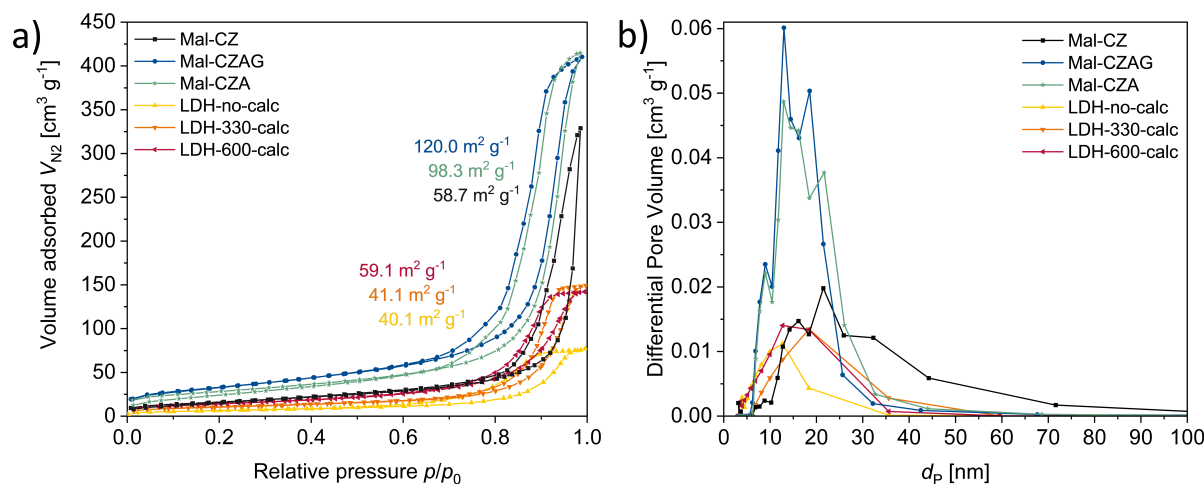 a)
Volume adsorbed V_N2 [cm³ g⁻¹]
450
400
350
300
250
200
150
100
50
0
Mal-CZ
Mal-CZAG
Mal-CZA
LDH-no-calc
LDH-330-calc
LDH-600-calc
120.0 m² g⁻¹
98.3 m² g⁻¹
58.7 m² g⁻¹
59.1 m² g⁻¹
41.1 m² g⁻¹
40.1 m² g⁻¹
0.0 0.2 0.4 0.6 0.8 1.0
Relative pressure p/p₀
b)
Differential Pore Volume [cm³ g⁻¹]
0.06
0.05
0.04
0.03
0.02
0.01
0.00
Mal-CZ
Mal-CZAG
Mal-CZA
LDH-no-calc
LDH-330-calc
LDH-600-calc
0 10 20 30 40 50 60 70 80 90 100
d_P [nm]